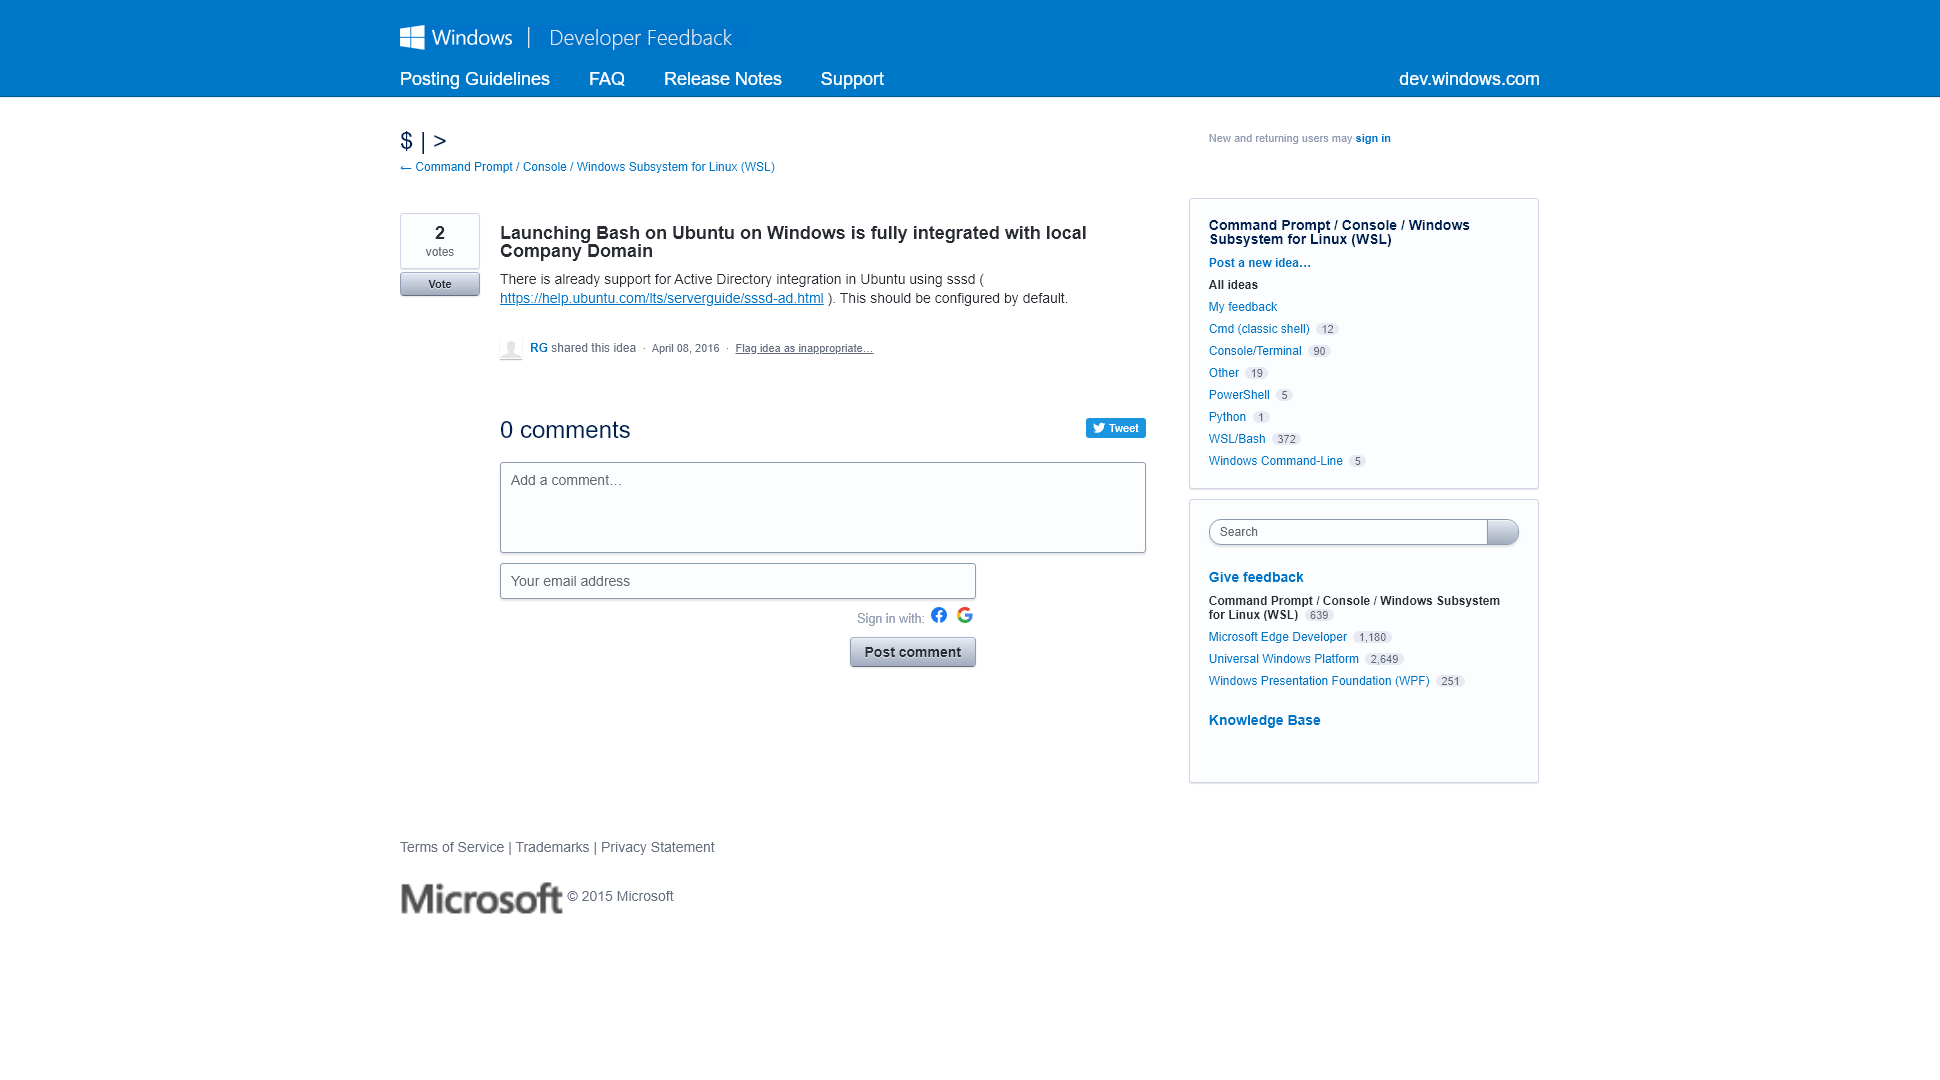 Windows | Developer Feedback
Posting Guidelines FAQ Release Notes Support dev.windows.com
$ | >
← Command Prompt / Console / Windows Subsystem for Linux (WSL)
2
votes
Vote
Launching Bash on Ubuntu on Windows is fully integrated with local
Company Domain
There is already support for Active Directory integration in Ubuntu using sssd (
https://help.ubuntu.com/lts/serverguide/sssd-ad.html ). This should be configured by default.
RG shared this idea · April 08, 2016 · Flag idea as inappropriate…
0 comments
Tweet
Add a comment…
Your email address
Sign in with:
Post comment
New and returning users may sign in
Command Prompt / Console / Windows
Subsystem for Linux (WSL)
Post a new idea…
All ideas
My feedback
Cmd (classic shell) 12
Console/Terminal 90
Other 19
PowerShell 5
Python 1
WSL/Bash 372
Windows Command-Line 5
Search
Give feedback
Command Prompt / Console / Windows Subsystem
for Linux (WSL) 639
Microsoft Edge Developer 1,180
Universal Windows Platform 2,649
Windows Presentation Foundation (WPF) 251
Knowledge Base
Terms of Service | Trademarks | Privacy Statement
Microsoft © 2015 Microsoft